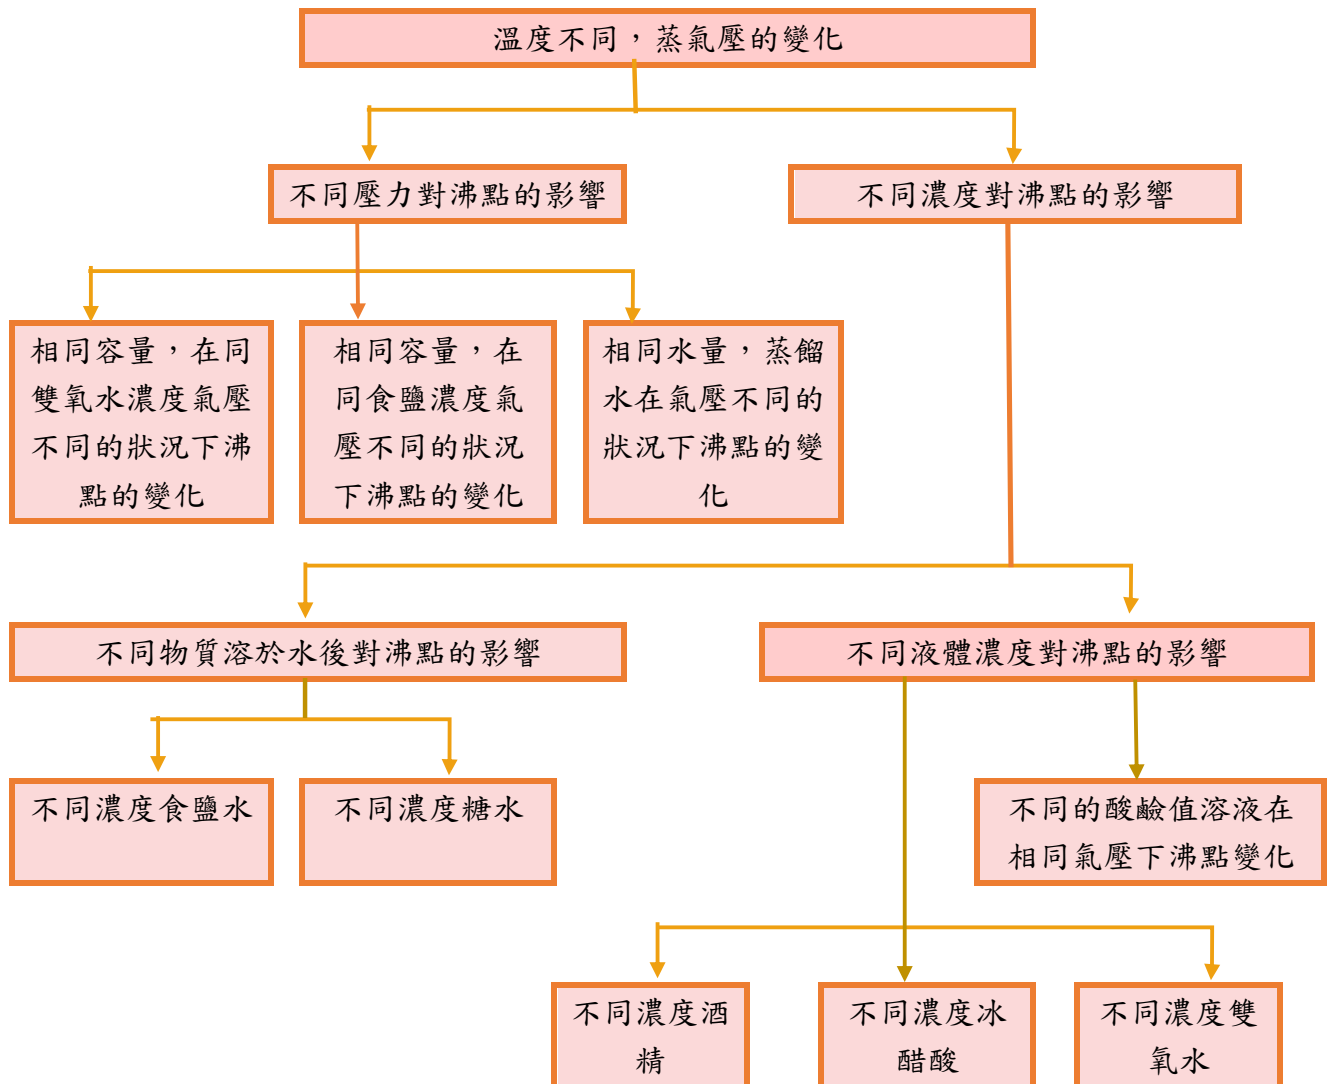 溫度不同，蒸氣壓的變化
不同壓力對沸點的影響
不同濃度對沸點的影響
相同容量，在同
雙氧水濃度氣壓
不同的狀況下沸
點的變化
相同容量，在
同食鹽濃度氣
壓不同的狀況
下沸點的變化
相同水量，蒸餾
水在氣壓不同的
狀況下沸點的變
化
不同物質溶於水後對沸點的影響
不同液體濃度對沸點的影響
不同濃度食鹽水
不同濃度糖水
不同的酸鹼值溶液在
相同氣壓下沸點變化
不同濃度酒
精
不同濃度冰
醋酸
不同濃度雙
氧水